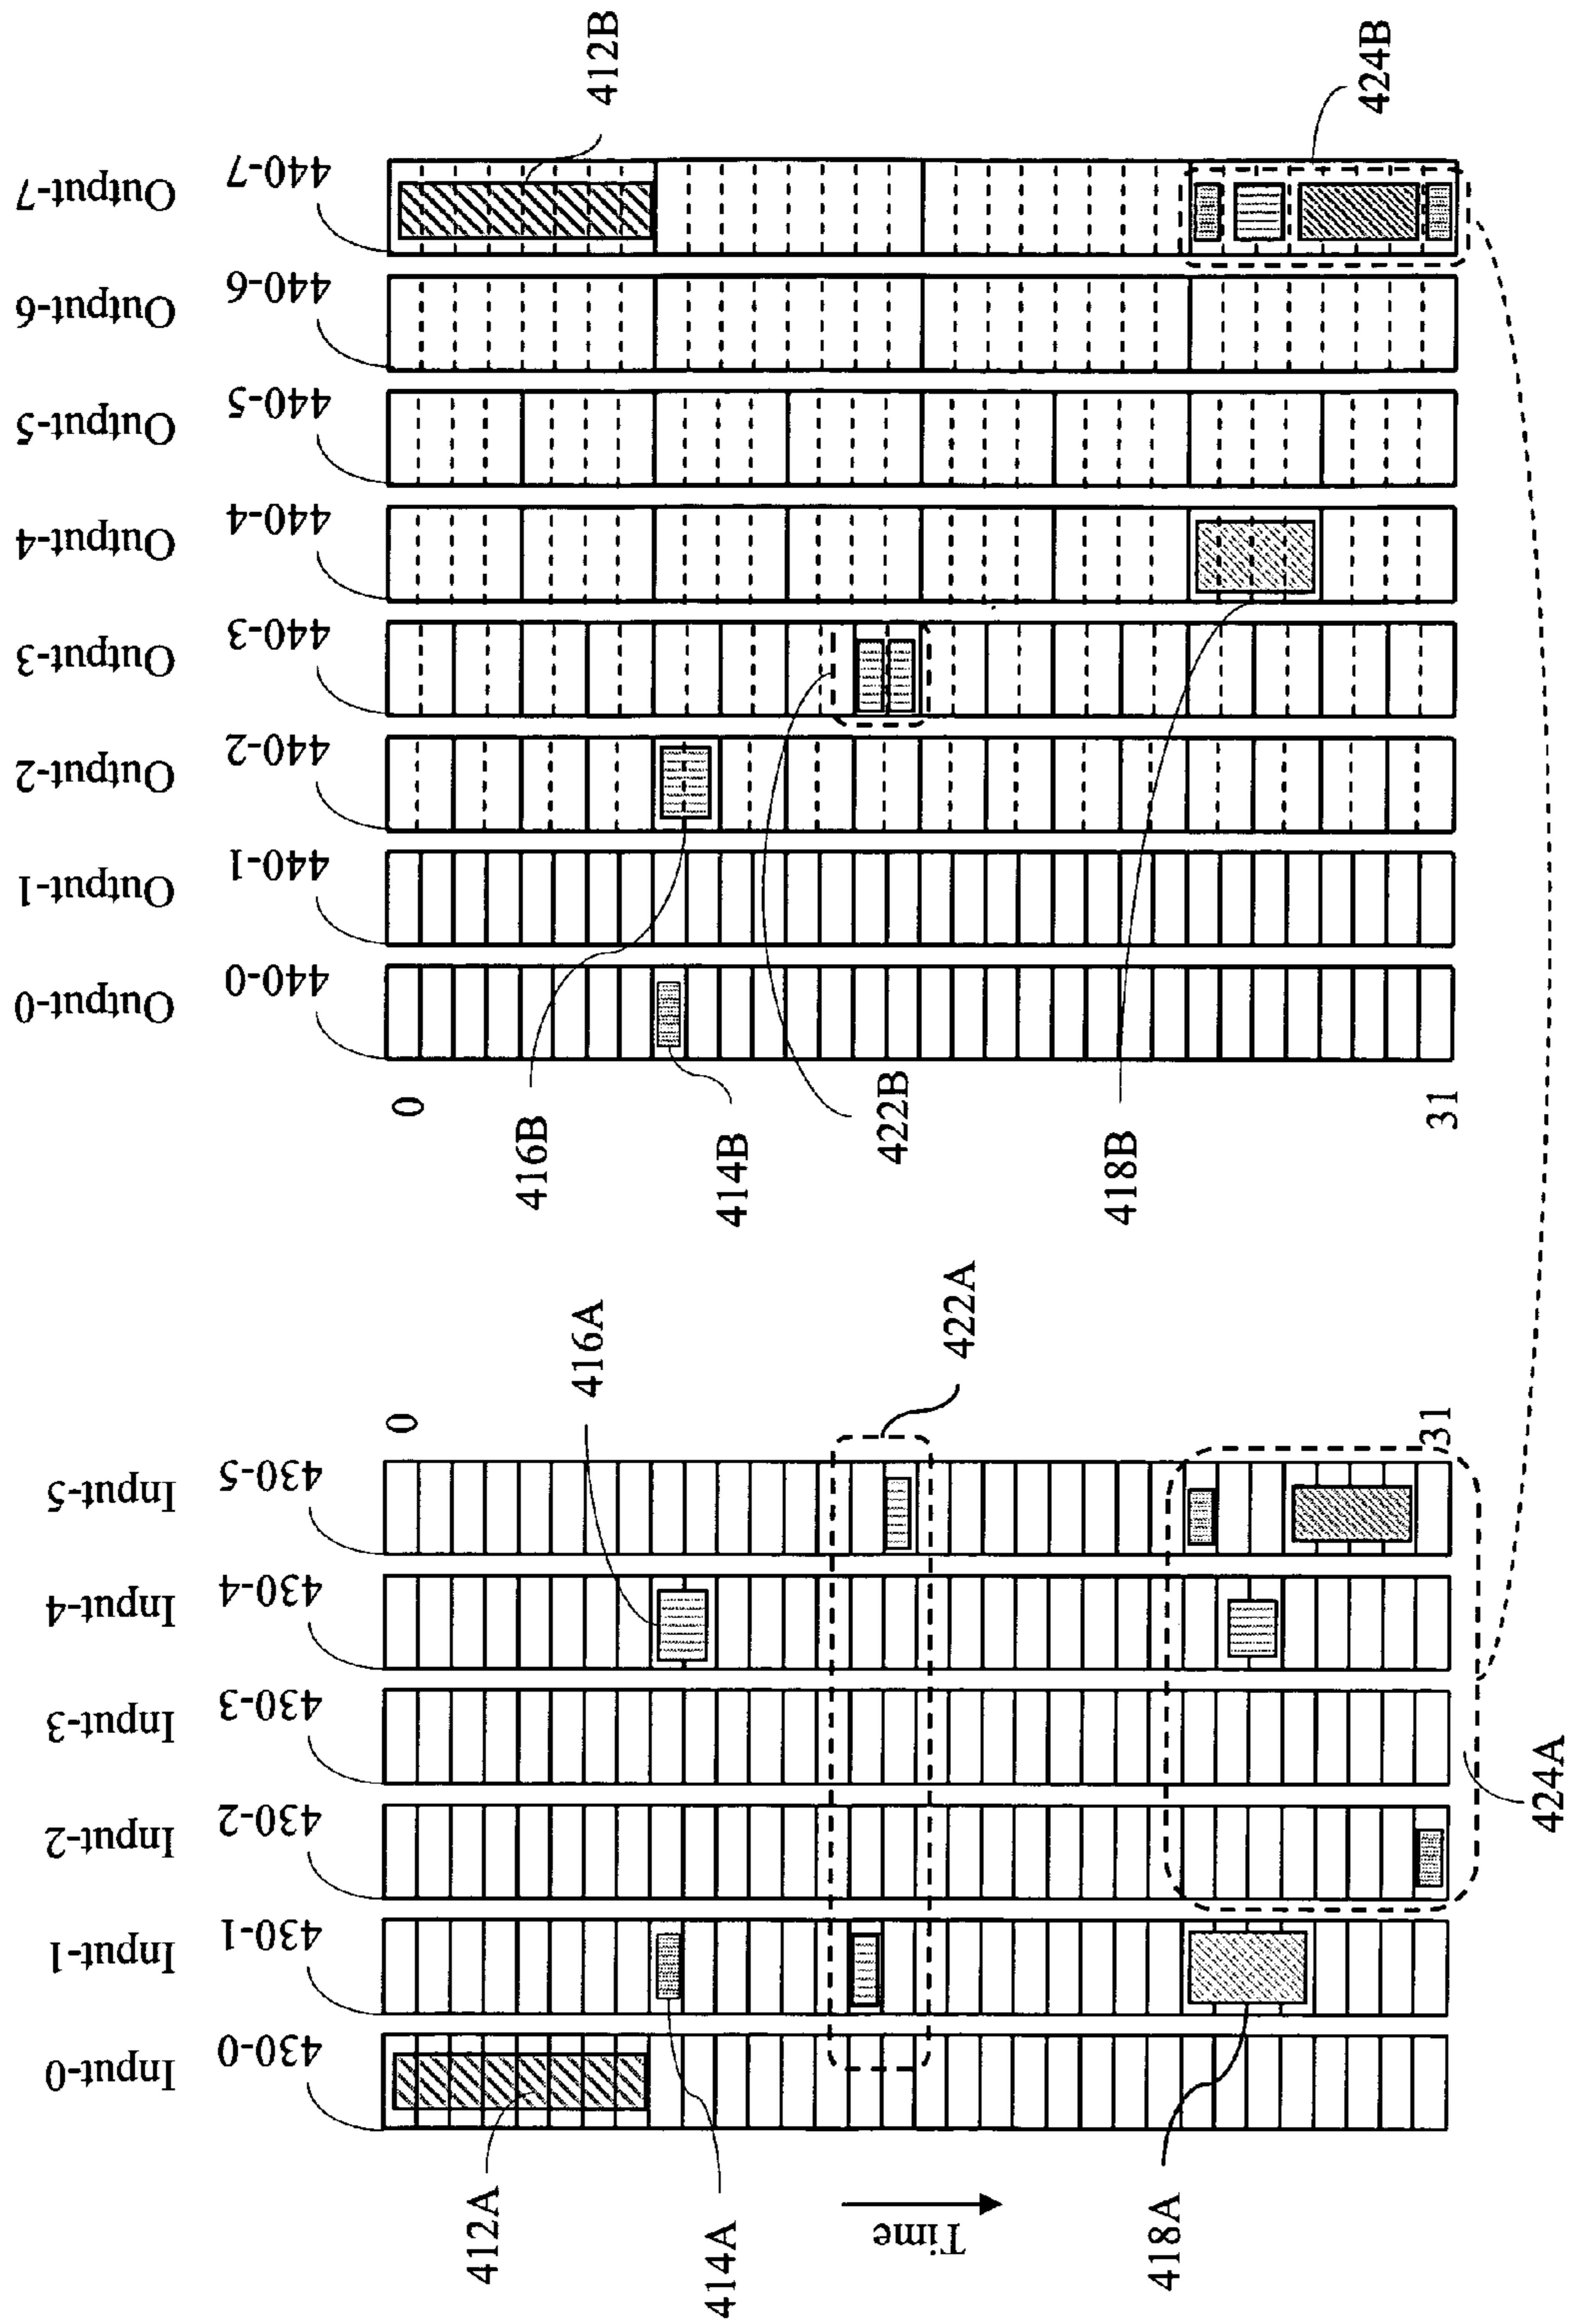 Output-7
Output-6
Output-5
Output-4
Output-3
Output-2
Output-1
Output-0
440-7
440-6
440-5
440-4
440-3
440-2
440-1
440-0
412B
424B
0
31
416B
414B
422B
418B
Input-5
Input-4
Input-3
Input-2
Input-1
Input-0
430-5
430-4
430-3
430-2
430-1
430-0
0
31
416A
422A
424A
412A
414A
Time
418A